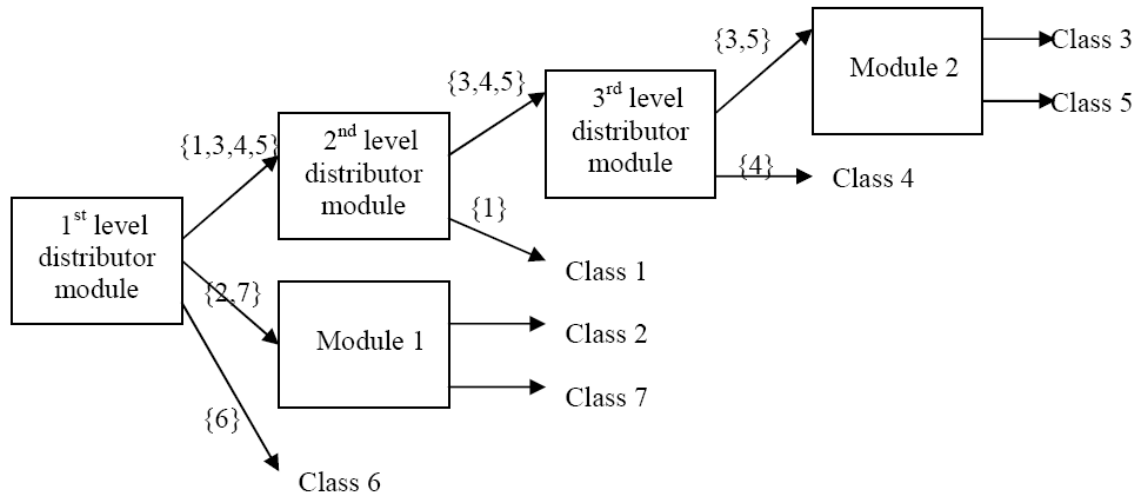 {3,5}
Module 2
Class 3
Class 5
{3,4,5}
3rd level
distributor
module
{4}
Class 4
{1,3,4,5}
2nd level
distributor
module
{1}
Class 1
1st level
distributor
module
{2,7}
Module 1
Class 2
Class 7
{6}
Class 6